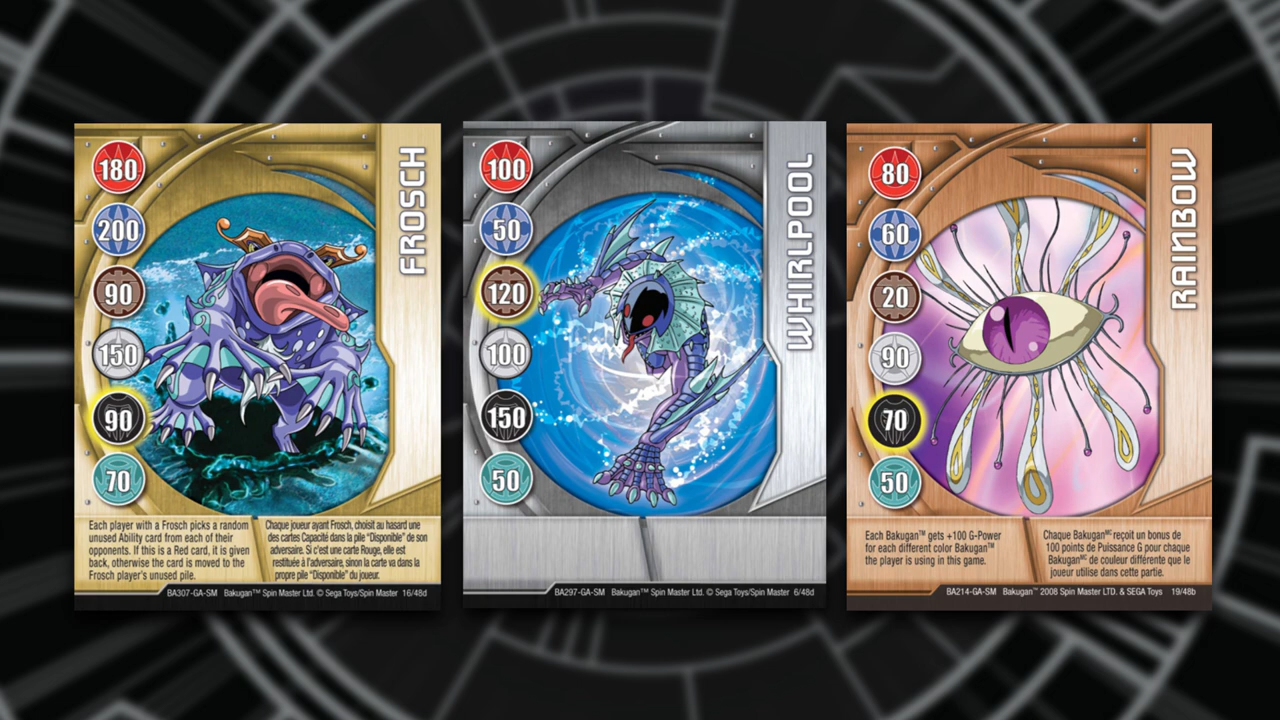 FROSCH
180
200
90
150
90
70
Each player with a Frosch picks a random
unused Ability card from each of their
opponents. If this is a Red card, it is given
back, otherwise the card is moved to the
Frosch player's unused pile.
Chaque joueur ayant Frosch, choisit au hasard une
des cartes Capacité dans la pile "Disponible" de son
adversaire. Si c'est une carte Rouge, elle est
restituée à l'adversaire, sinon la carte va dans la
propre pile "Disponible" du joueur.
BA307-GA-SM Bakugan™ Spin Master Ltd. © Sega Toys/Spin Master 16/48d
WHIRLPOOL
100
50
120
100
150
50
BA297-GA-SM Bakugan™ Spin Master Ltd. © Sega Toys/Spin Master 6/48d
RAINBOW
80
60
20
90
70
50
Each Bakugan™ gets +100 G-Power
for each different color Bakugan™
the player is using in this game.
Chaque Bakugan MC reçoit un bonus de
100 points de Puissance G pour chaque
Bakugan MC de couleur différente que le
joueur utilise dans cette partie.
BA214-GA-SM Bakugan™ 2008 Spin Master LTD. & SEGA Toys 19/48b